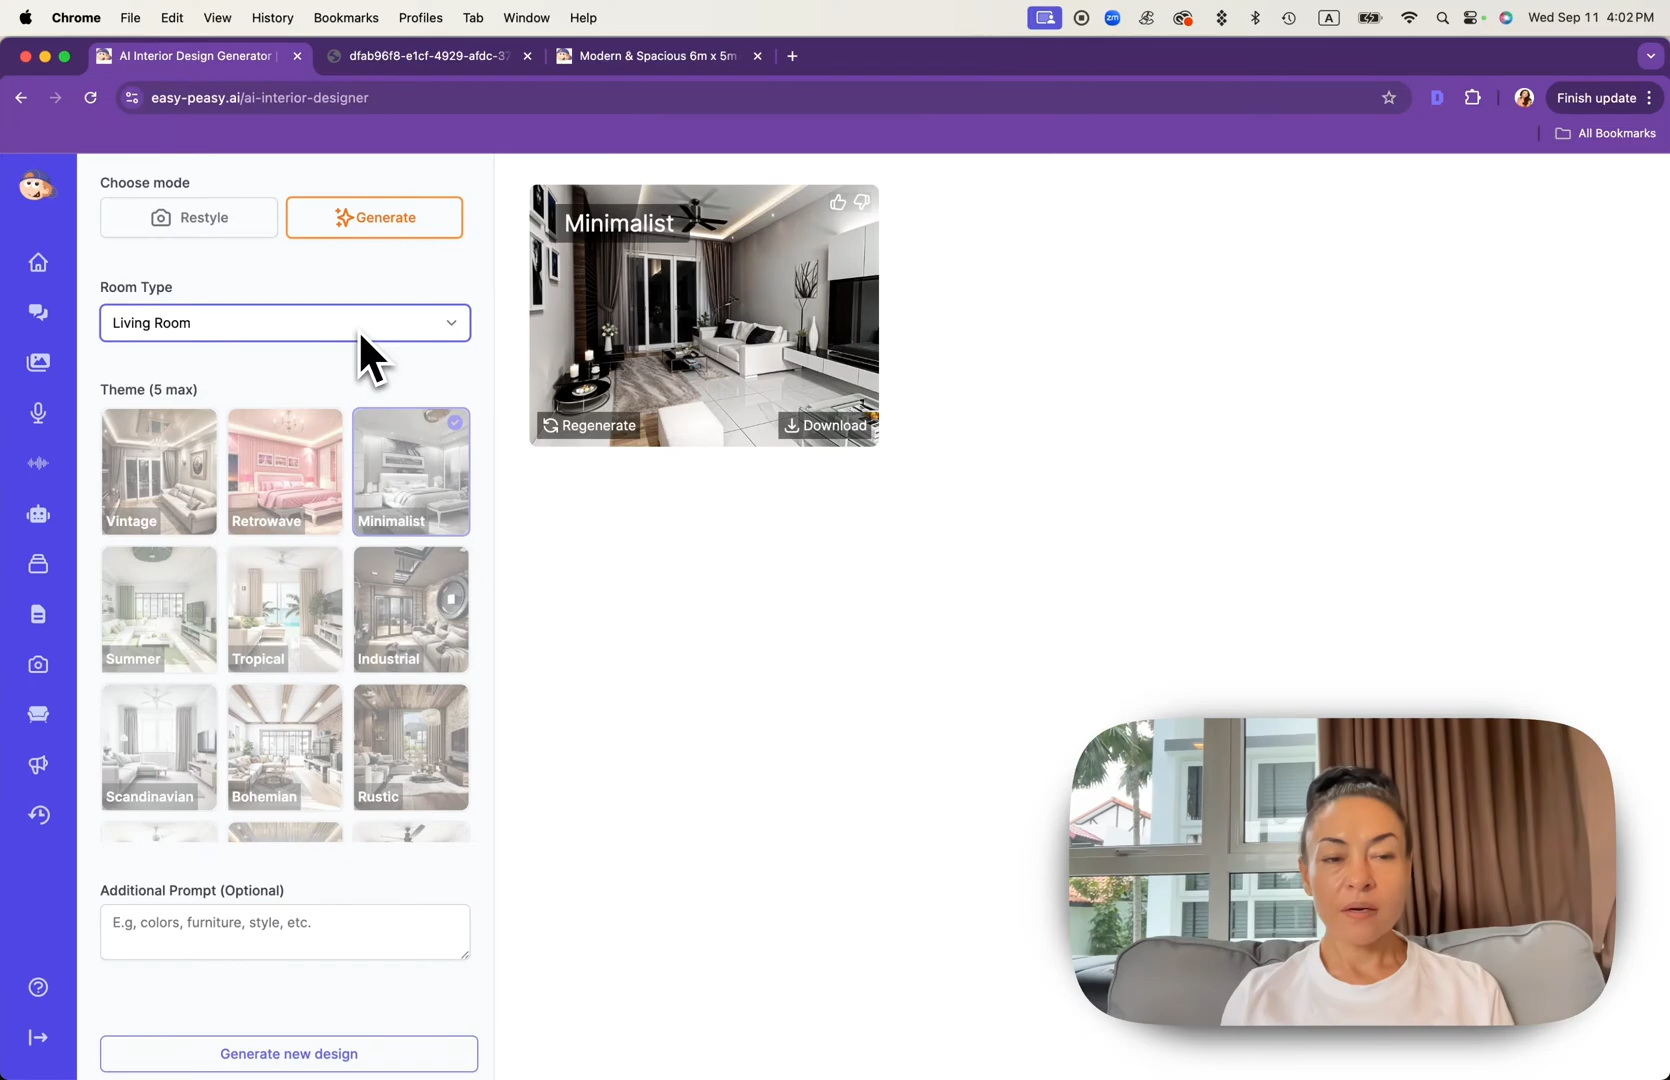 Chrome File Edit View History Bookmarks Profiles Tab Window Help zm A Wed Sep 11 4:02 PM
AI Interior Design Generator dfab96f8-e1cf-4929-afdc-37 Modern & Spacious 6m x 5m
easy-peasy.ai/ai-interior-designer D Finish update
All Bookmarks
Choose mode
Restyle Generate
Room Type
Living Room
Theme (5 max)
Vintage Retrowave Minimalist
Summer Tropical Industrial
Scandinavian Bohemian Rustic
Additional Prompt (Optional)
E.g, colors, furniture, style, etc.
Generate new design
Minimalist
Regenerate Download